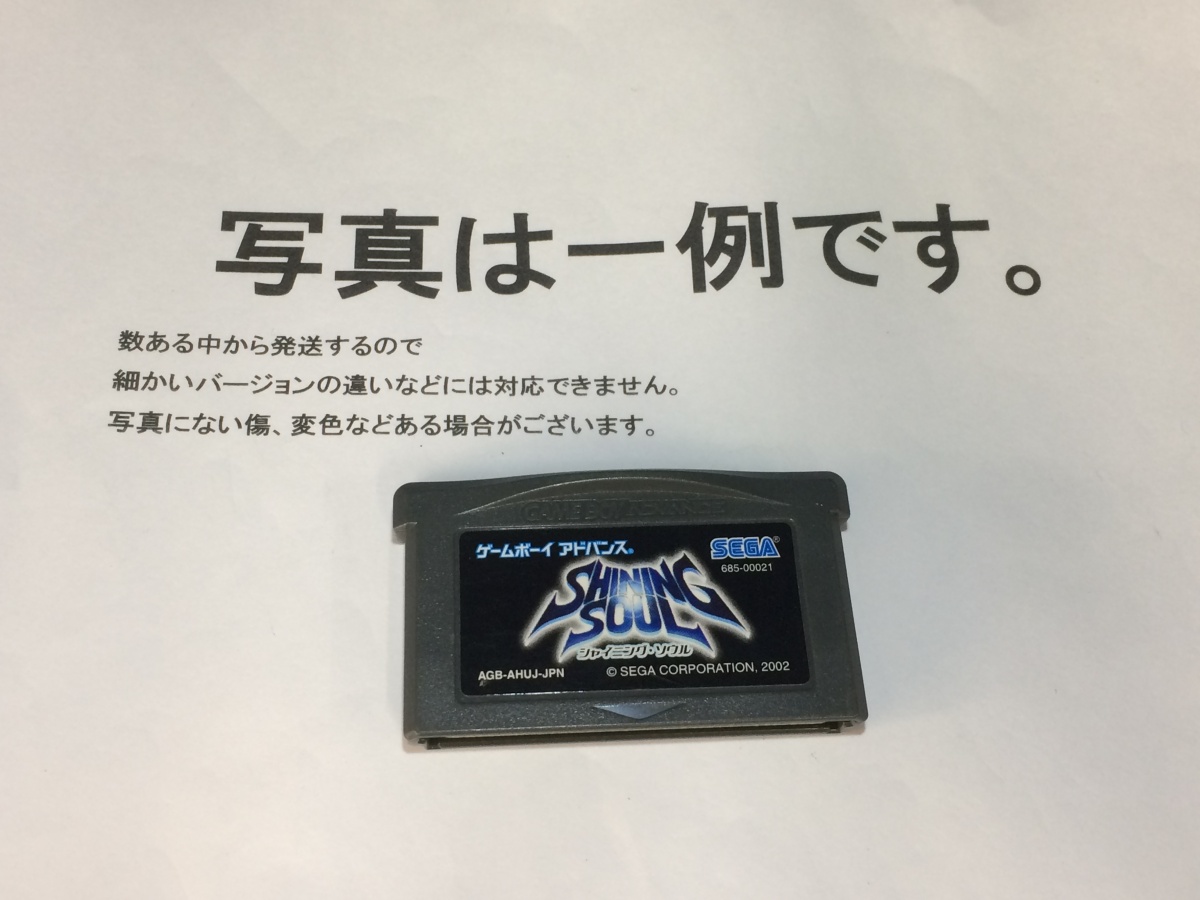 写真は一例です。
数ある中から発送するので
細かいバージョンの違いなどには対応できません。
写真にない傷、変色などある場合がございます。
GAME BOY ADVANCE
ゲームボーイ アドバンス® SEGA®
685-00021
SHINING
SOUL
シャイニング・ソウル
AGB-AHUJ-JPN © SEGA CORPORATION, 2002